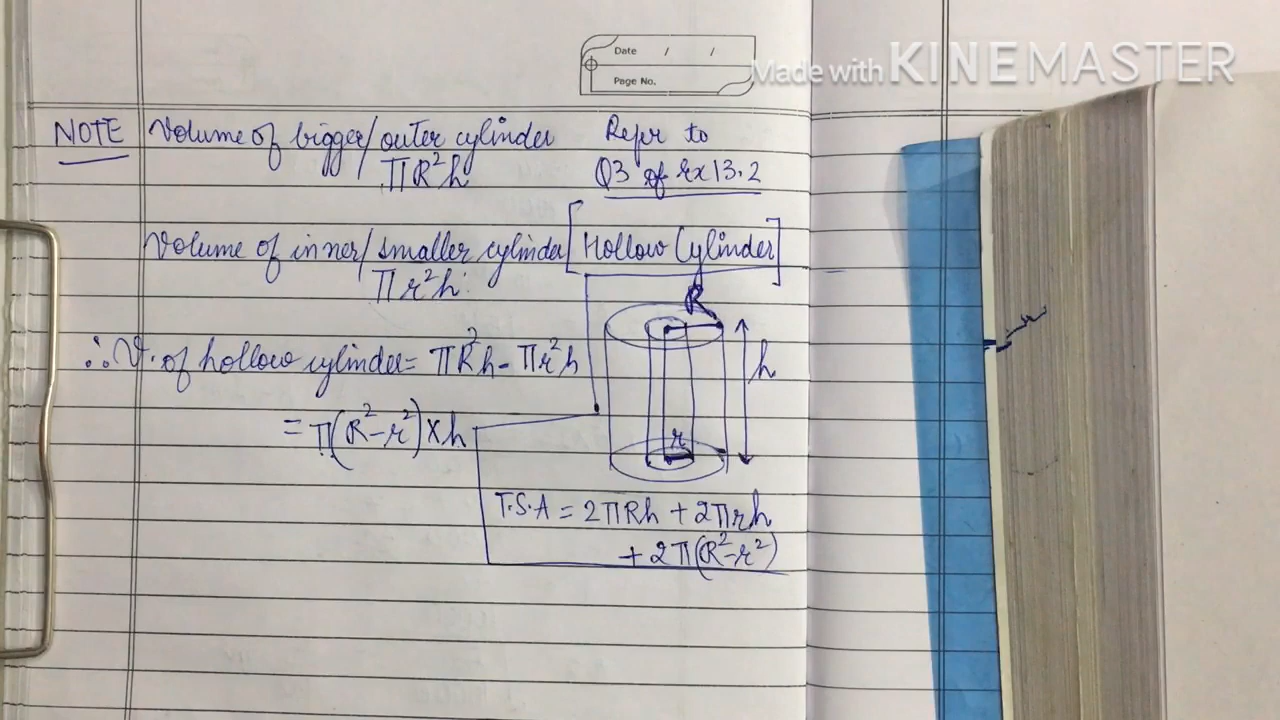 Date / /
Page No.
Made with KINEMASTER
NOTE Volume of bigger/outer cylinder
πR²h
Refer to
Q3 of Ex 13.2
Volume of inner/smaller cylinder [Hollow Cylinder]
πr²h
∴ V. of hollow cylinder = πR²h - πr²h
= π(R²-r²)×h
R
h
r
T.S.A = 2πRh + 2πrh
+ 2π(R²-r²)